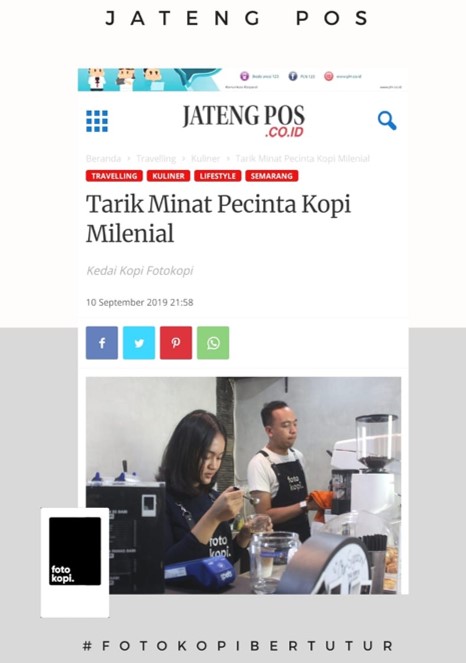 JATENG POS
JATENG POS
.CO.ID
Beranda > Travelling > Kuliner > Tarik Minat Pecinta Kopi Milenial
TRAVELLING KULINER LIFESTYLE SEMARANG
Tarik Minat Pecinta Kopi
Milenial
Kedai Kopi Fotokopi
10 September 2019 21:58
foto
kopi.
foto
kopi.
foto
kopi.
#FOTOKOPIBERTUTUR